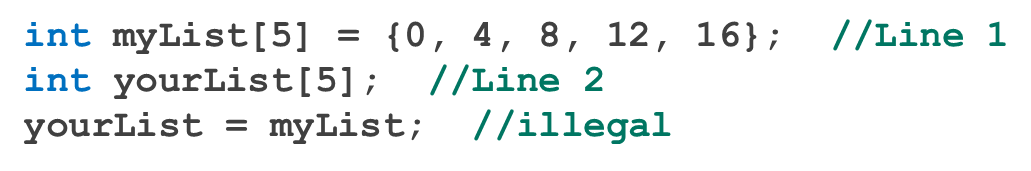 int myList[5] = {0, 4, 8, 12, 16};  //Line 1
int yourList[5];  //Line 2
yourList = myList;  //illegal